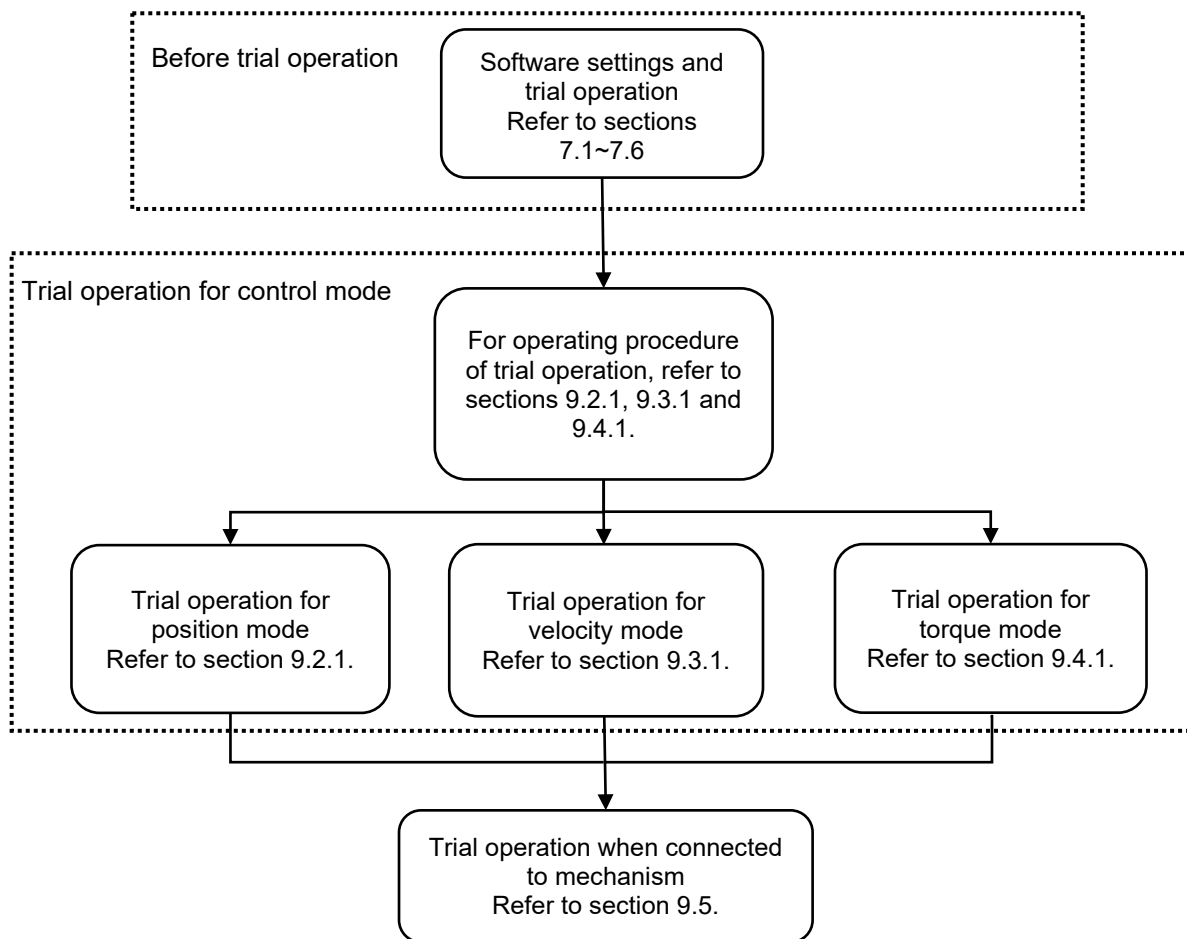 Before trial operation
Software settings and
trial operation
Refer to sections
7.1~7.6
Trial operation for control mode
For operating procedure
of trial operation, refer to
sections 9.2.1, 9.3.1 and
9.4.1.
Trial operation for
position mode
Refer to section 9.2.1.
Trial operation for
velocity mode
Refer to section 9.3.1.
Trial operation for
torque mode
Refer to section 9.4.1.
Trial operation when connected
to mechanism
Refer to section 9.5.